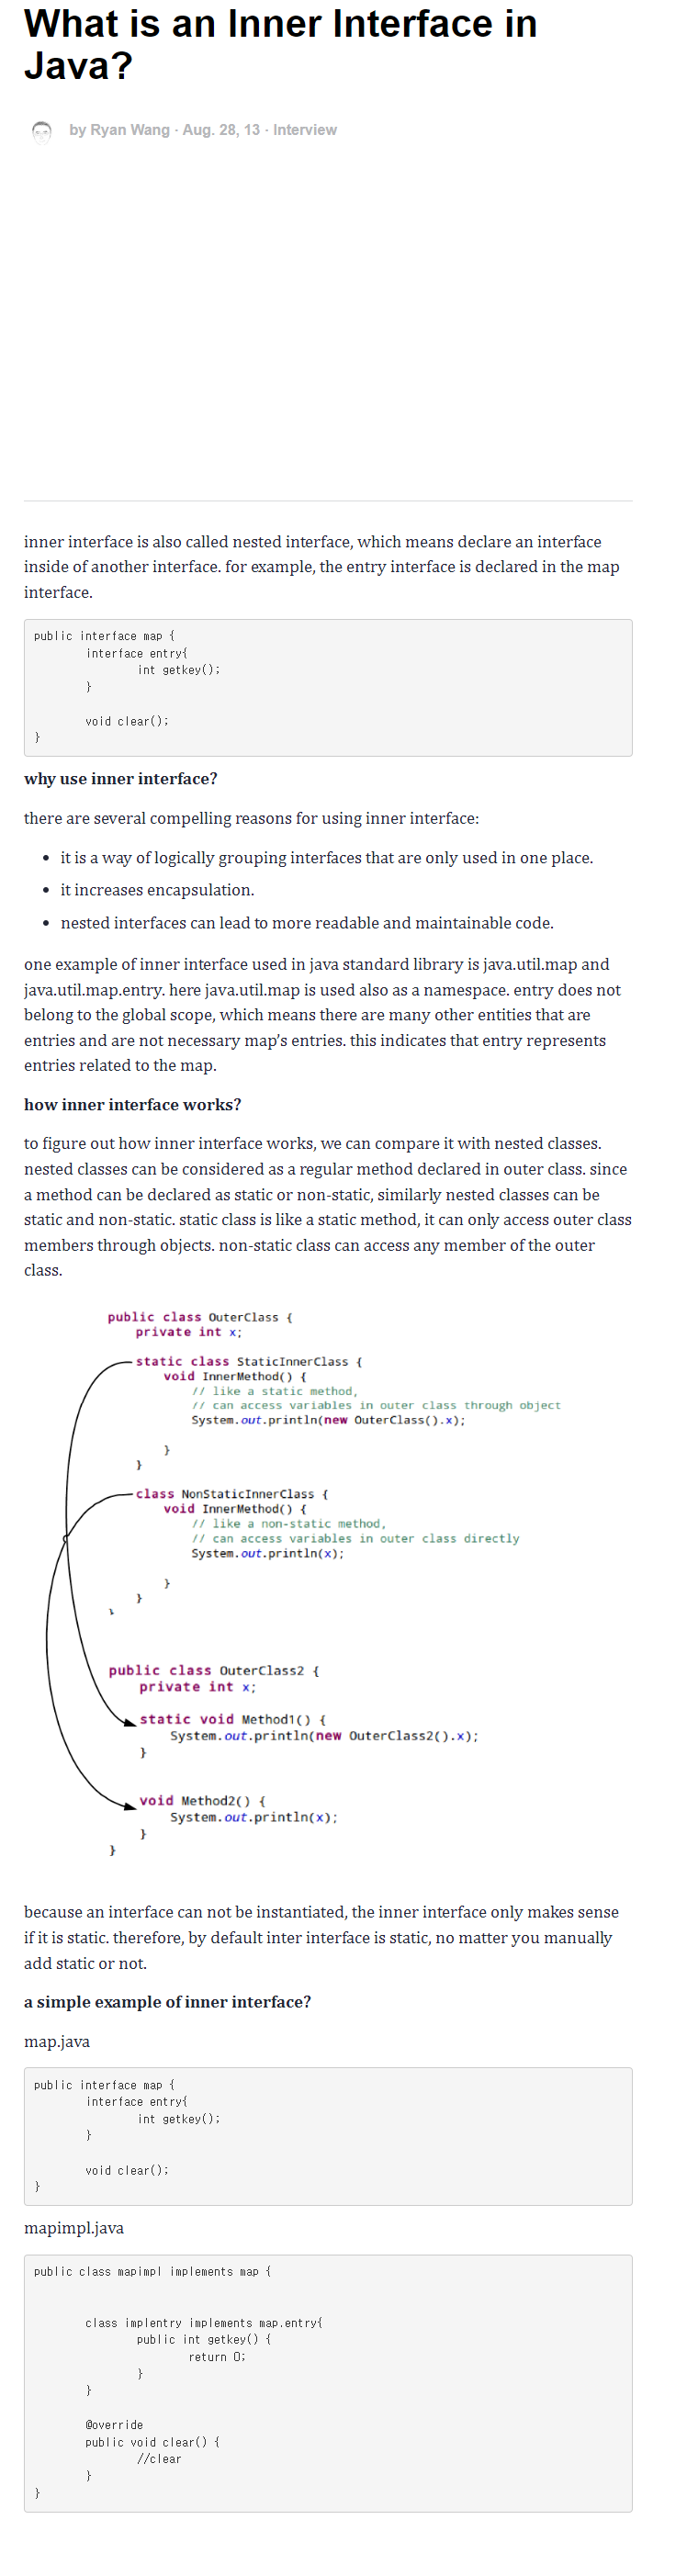 What is an Inner Interface in
Java?
by Ryan Wang · Aug. 28, 13 · Interview
inner interface is also called nested interface, which means declare an interface
inside of another interface. for example, the entry interface is declared in the map
interface.
public interface map {
interface entry{
int getkey();
}
void clear();
}
why use inner interface?
there are several compelling reasons for using inner interface:
• it is a way of logically grouping interfaces that are only used in one place.
• it increases encapsulation.
• nested interfaces can lead to more readable and maintainable code.
one example of inner interface used in java standard library is java.util.map and
java.util.map.entry. here java.util.map is used also as a namespace. entry does not
belong to the global scope, which means there are many other entities that are
entries and are not necessary map’s entries. this indicates that entry represents
entries related to the map.
how inner interface works?
to figure out how inner interface works, we can compare it with nested classes.
nested classes can be considered as a regular method declared in outer class. since
a method can be declared as static or non-static, similarly nested classes can be
static and non-static. static class is like a static method, it can only access outer class
members through objects. non-static class can access any member of the outer
class.
public class OuterClass {
private int x;
static class StaticInnerClass {
void InnerMethod() {
// like a static method,
// can access variables in outer class through object
System.out.println(new OuterClass().x);
}
}
class NonStaticInnerClass {
void InnerMethod() {
// like a non-static method,
// can access variables in outer class directly
System.out.println(x);
}
}
}
public class OuterClass2 {
private int x;
static void Method1() {
System.out.println(new OuterClass2().x);
}
void Method2() {
System.out.println(x);
}
}
because an interface can not be instantiated, the inner interface only makes sense
if it is static. therefore, by default inter interface is static, no matter you manually
add static or not.
a simple example of inner interface?
map.java
public interface map {
interface entry{
int getkey();
}
void clear();
}
mapimpl.java
public class mapimpl implements map {
class implentry implements map.entry{
public int getkey() {
return 0;
}
}
@override
public void clear() {
//clear
}
}